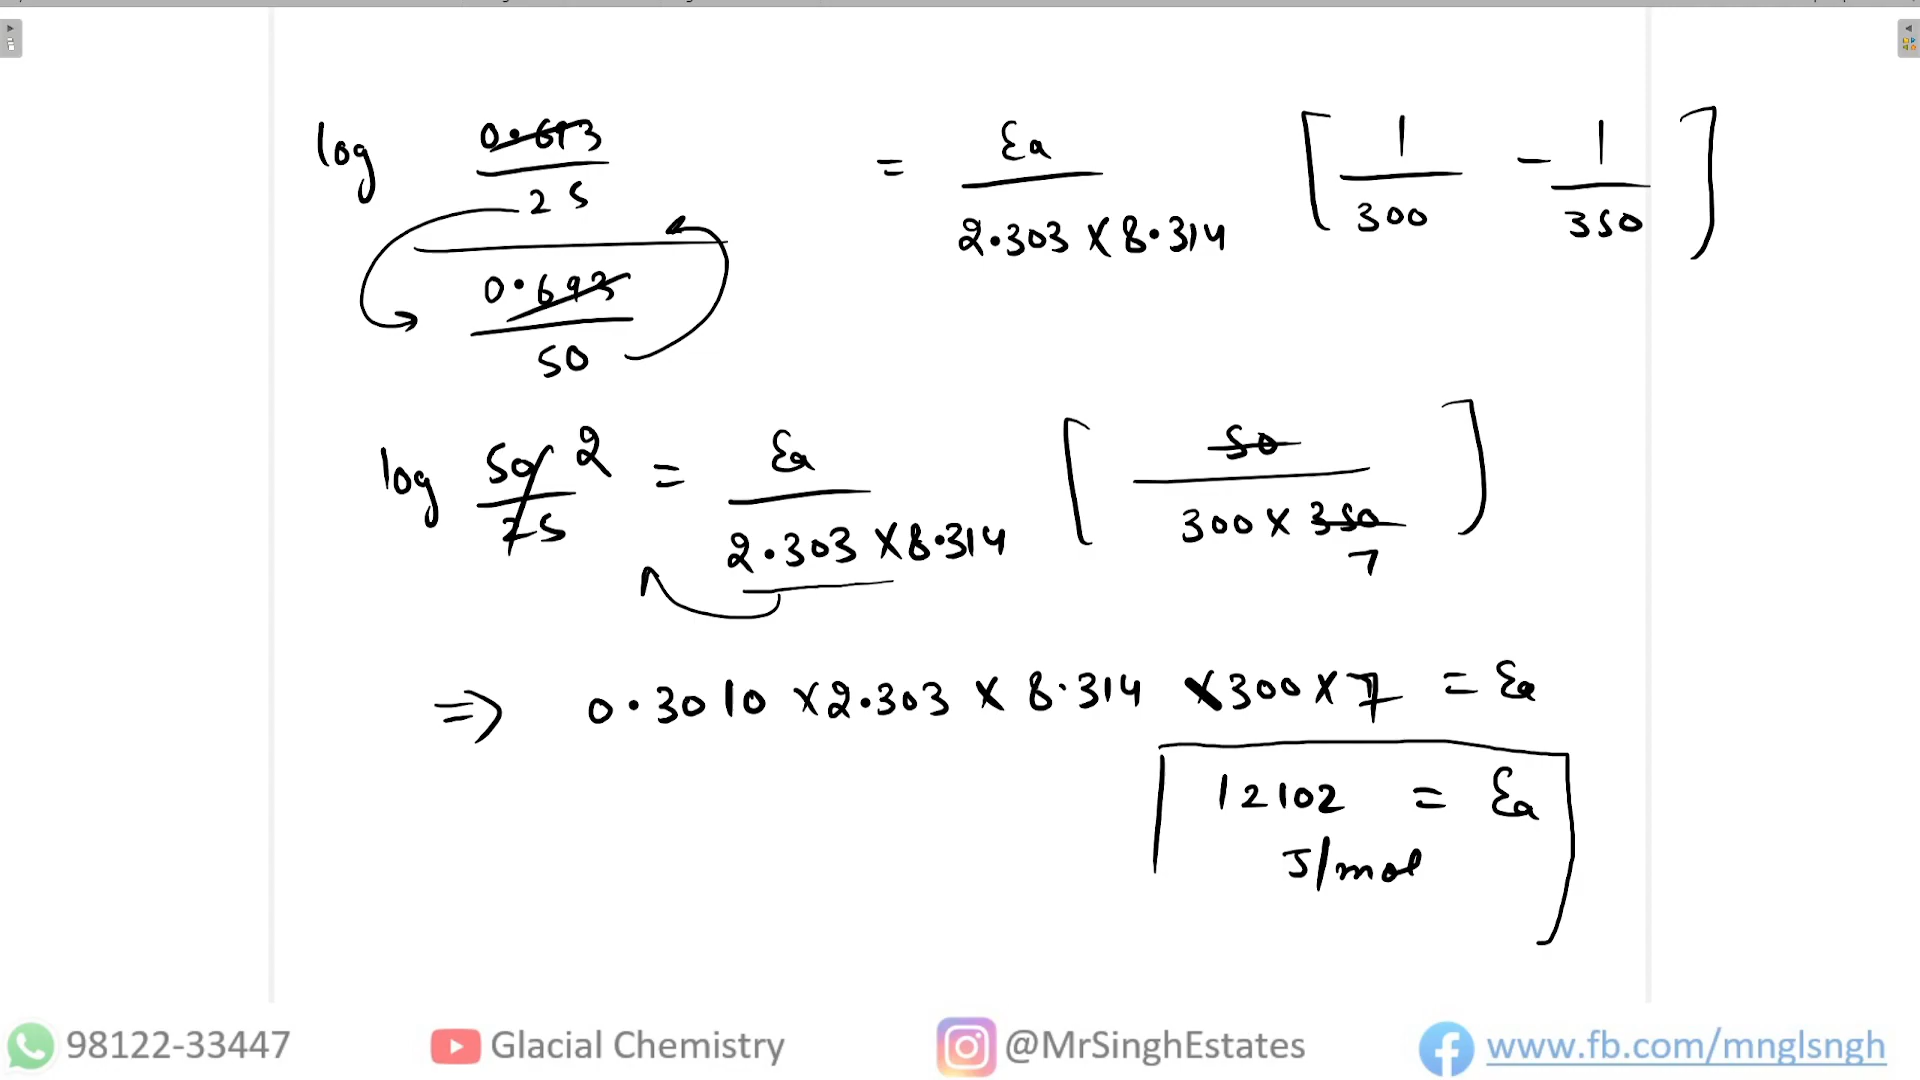 log 0.693 / 25 / 0.693 / 50 = Ea / 2.303 × 8.314 [ 1 / 300 - 1 / 350 ]
log 50 / 25 2 = Ea / 2.303 × 8.314 [ 50 / 300 × 350 7 ]
⇒ 0.3010 × 2.303 × 8.314 × 300 × 7 = Ea
12102 = Ea
J/mol
98122-33447 Glacial Chemistry @MrSinghEstates www.fb.com/mnglsngh